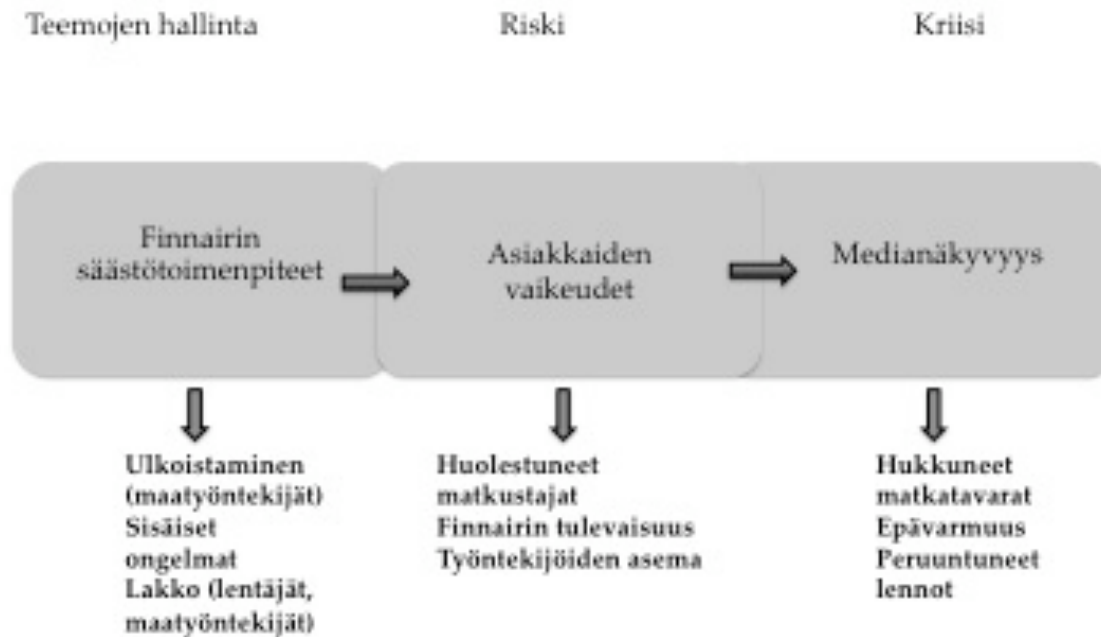 Teemojen hallinta
Riski
Kriisi
Finnairin
säästötoimenpiteet
Asiakkaiden
vaikeudet
Medianäkyvyys
Ulkoistaminen
(maatyöntekijät)
Sisäiset
ongelmat
Lakko (lentäjät,
maatyöntekijät)
Huolestuneet
matkustajat
Finnairin tulevaisuus
Työntekijöiden asema
Hukkuneet
matkatavarat
Epävarmuus
Peruuntuneet
lennot